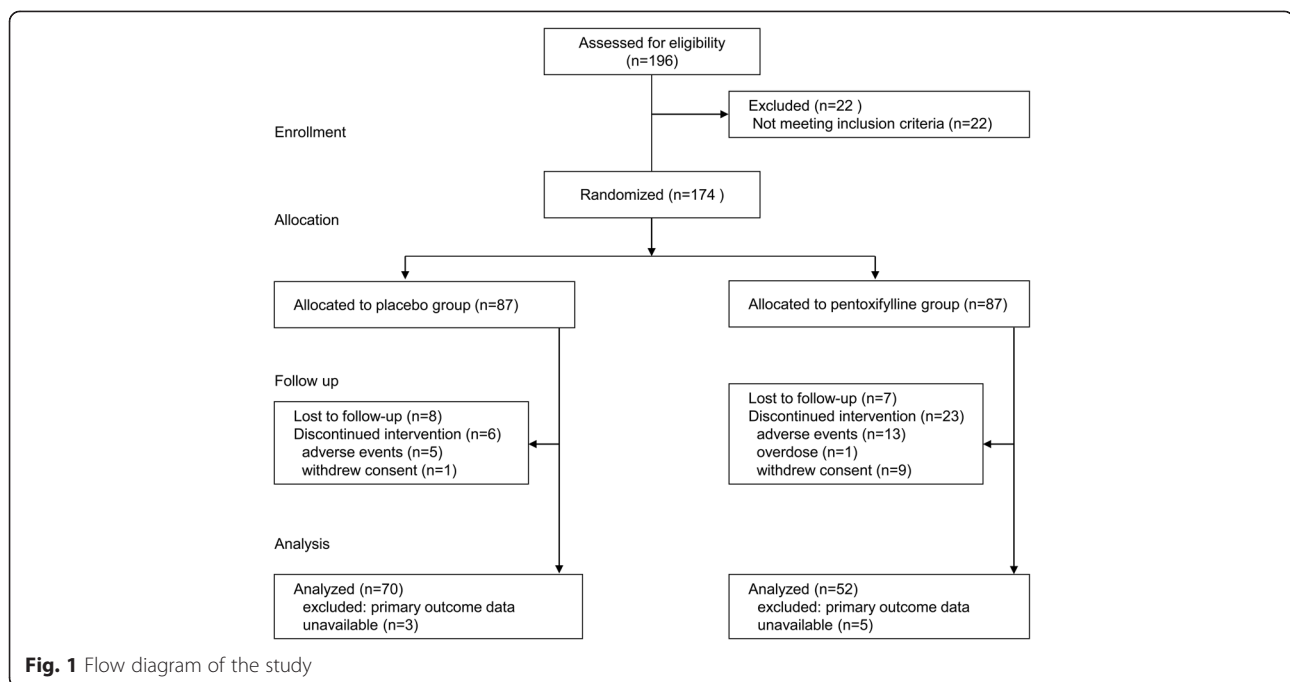 Assessed for eligibility
(n=196)
Excluded (n=22 )
Not meeting inclusion criteria (n=22)
Enrollment
Randomized (n=174 )
Allocation
Allocated to placebo group (n=87)
Allocated to pentoxifylline group (n=87)
Follow up
Lost to follow-up (n=8)
Discontinued intervention (n=6)
adverse events (n=5)
withdrew consent (n=1)
Lost to follow-up (n=7)
Discontinued intervention (n=23)
adverse events (n=13)
overdose (n=1)
withdrew consent (n=9)
Analysis
Analyzed (n=70)
excluded: primary outcome data
unavailable (n=3)
Analyzed (n=52)
excluded: primary outcome data
unavailable (n=5)
Fig. 1 Flow diagram of the study